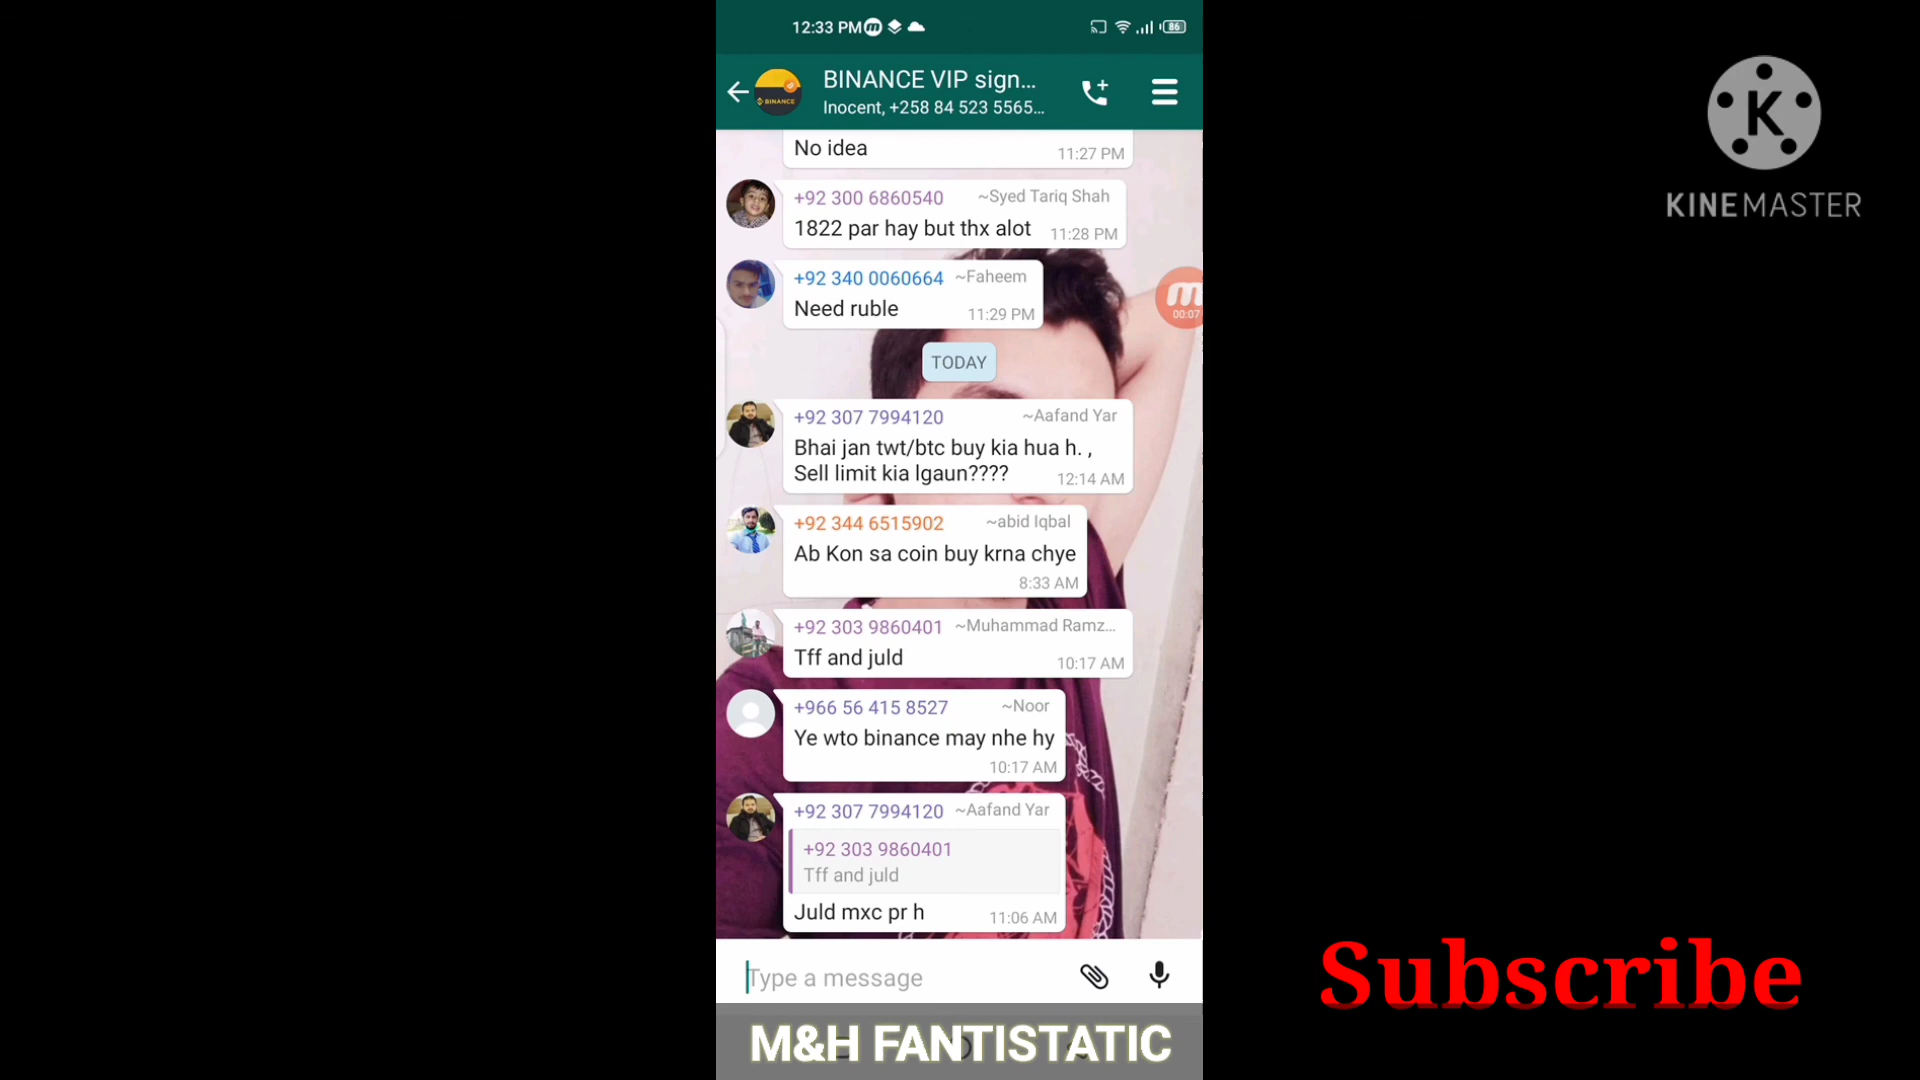 12:33 PM
86
BINANCE VIP sign...
Inocent, +258 84 523 5565...
BINANCE
No idea
11:27 PM
+92 300 6860540 ~Syed Tariq Shah
1822 par hay but thx alot 11:28 PM
+92 340 0060664 ~Faheem
Need ruble 11:29 PM
00:07
TODAY
+92 307 7994120 ~Aafand Yar
Bhai jan twt/btc buy kia hua h. ,
Sell limit kia lgaun???? 12:14 AM
+92 344 6515902 ~abid Iqbal
Ab Kon sa coin buy krna chye
8:33 AM
+92 303 9860401 ~Muhammad Ramz...
Tff and juld 10:17 AM
+966 56 415 8527 ~Noor
Ye wto binance may nhe hy
10:17 AM
+92 307 7994120 ~Aafand Yar
+92 303 9860401
Tff and juld
Juld mxc pr h 11:06 AM
Type a message
M&H FANTISTATIC
K
KINEMASTER
Subscribe